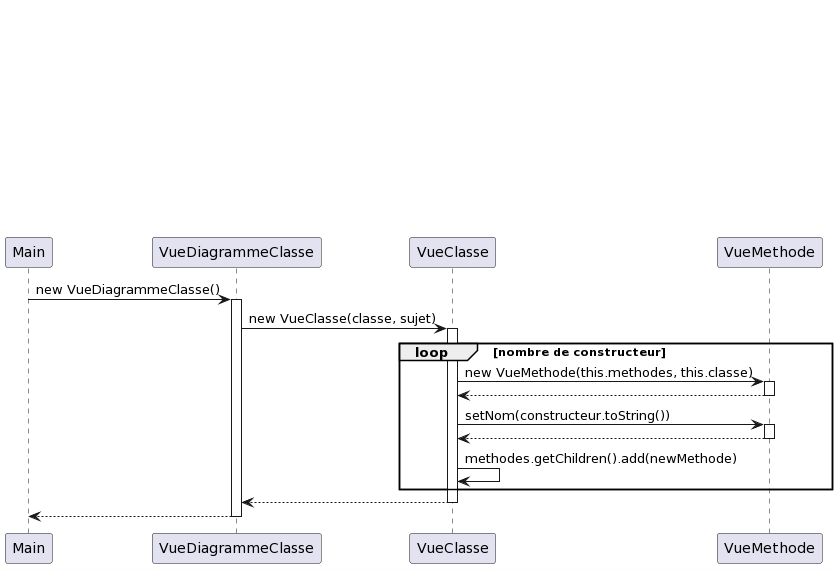 Main
VueDiagrammeClasse
VueClasse
VueMethode
new VueDiagrammeClasse()
new VueClasse(classe, sujet)
loop
[nombre de constructeur]
new VueMethode(this.methodes, this.classe)
setNom(constructeur.toString())
methodes.getChildren().add(newMethode)
Main
VueDiagrammeClasse
VueClasse
VueMethode